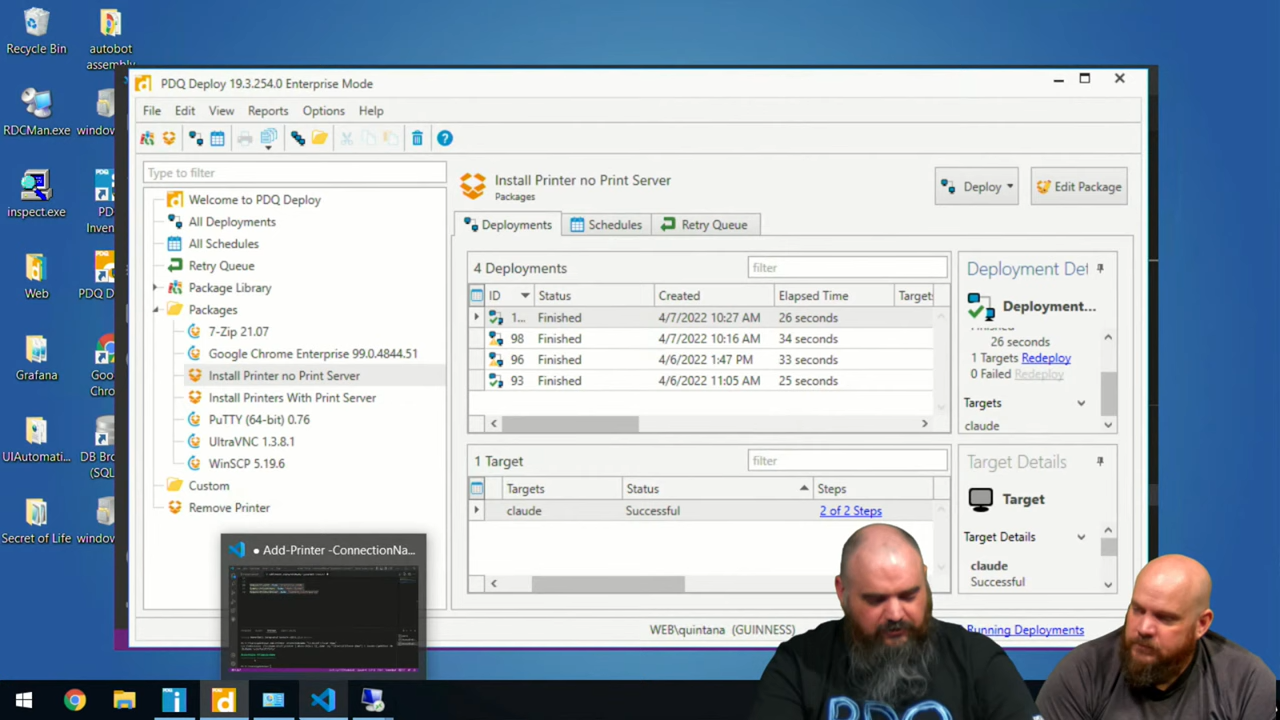 Recycle Bin
autobot
assembly
RDCMan.exe
window
inspect.exe
PD
Inven
Web
PDQ D
Grafana
Goo
Chro
UIAutomati...
DB Bro
(SQL
Secret of Life
window
PDQ Deploy 19.3.254.0 Enterprise Mode
File Edit View Reports Options Help
Type to filter
Welcome to PDQ Deploy
All Deployments
All Schedules
Retry Queue
Package Library
Packages
7-Zip 21.07
Google Chrome Enterprise 99.0.4844.51
Install Printer no Print Server
Install Printers With Print Server
PuTTY (64-bit) 0.76
UltraVNC 1.3.8.1
WinSCP 5.19.6
Custom
Remove Printer
Install Printer no Print Server
Packages
Deploy
Edit Package
Deployments Schedules Retry Queue
4 Deployments
filter
ID Status Created Elapsed Time Targets
1... Finished 4/7/2022 10:27 AM 26 seconds
98 Finished 4/7/2022 10:16 AM 34 seconds
96 Finished 4/6/2022 1:47 PM 33 seconds
93 Finished 4/6/2022 11:05 AM 25 seconds
1 Target
filter
Targets Status Steps
claude Successful 2 of 2 Steps
Deployment Det
Deployment...
Finished
26 seconds
1 Targets Redeploy
0 Failed Redeploy
Targets
claude
Target Details
Target
Target Details
claude
Successful
WEB\quintana (GUINNESS)
Running Deployments
● Add-Printer -ConnectionNa...
PDQ